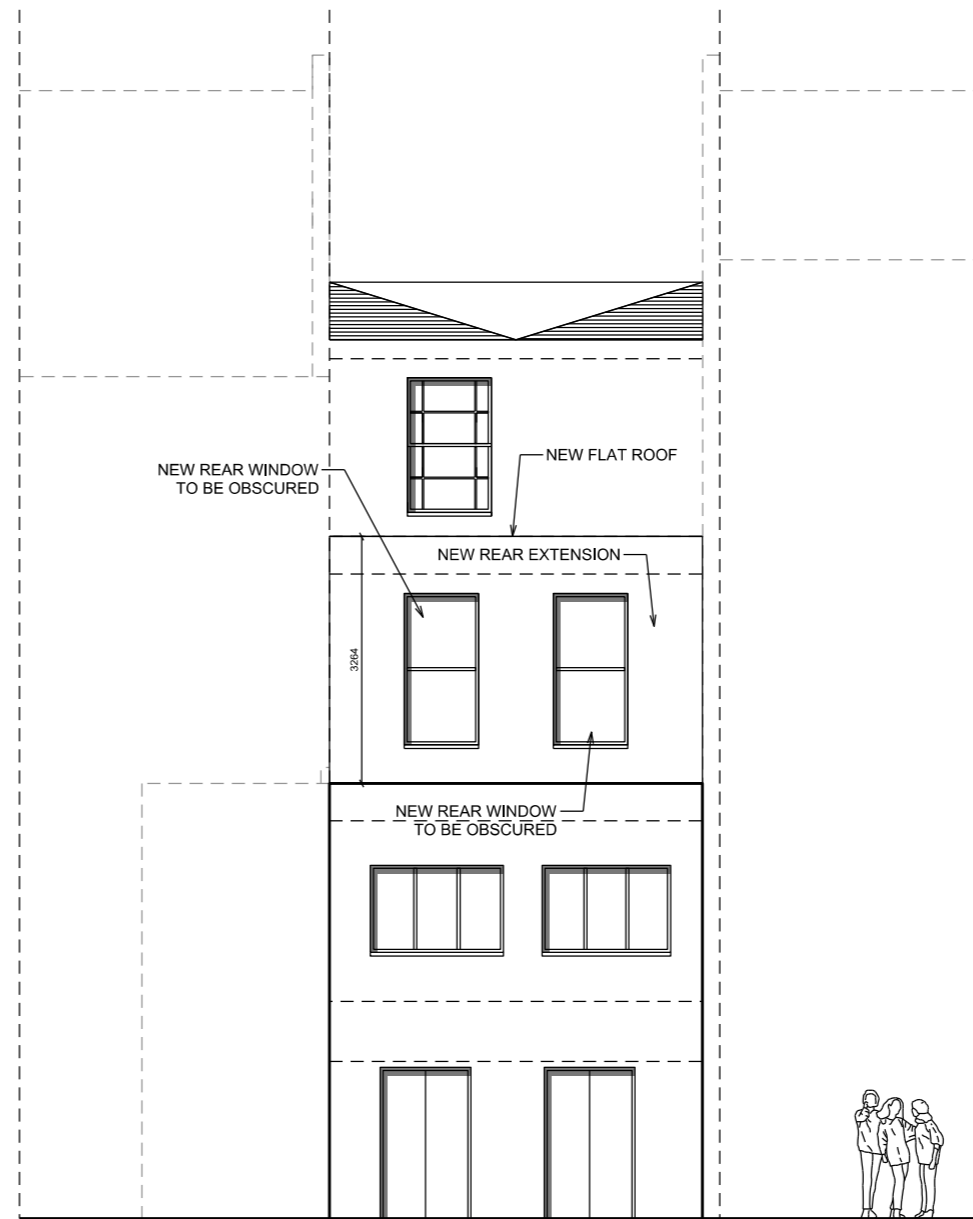 NEW FLAT ROOF
NEW REAR WINDOW
TO BE OBSCURED
NEW REAR EXTENSION
3264
NEW REAR WINDOW
TO BE OBSCURED